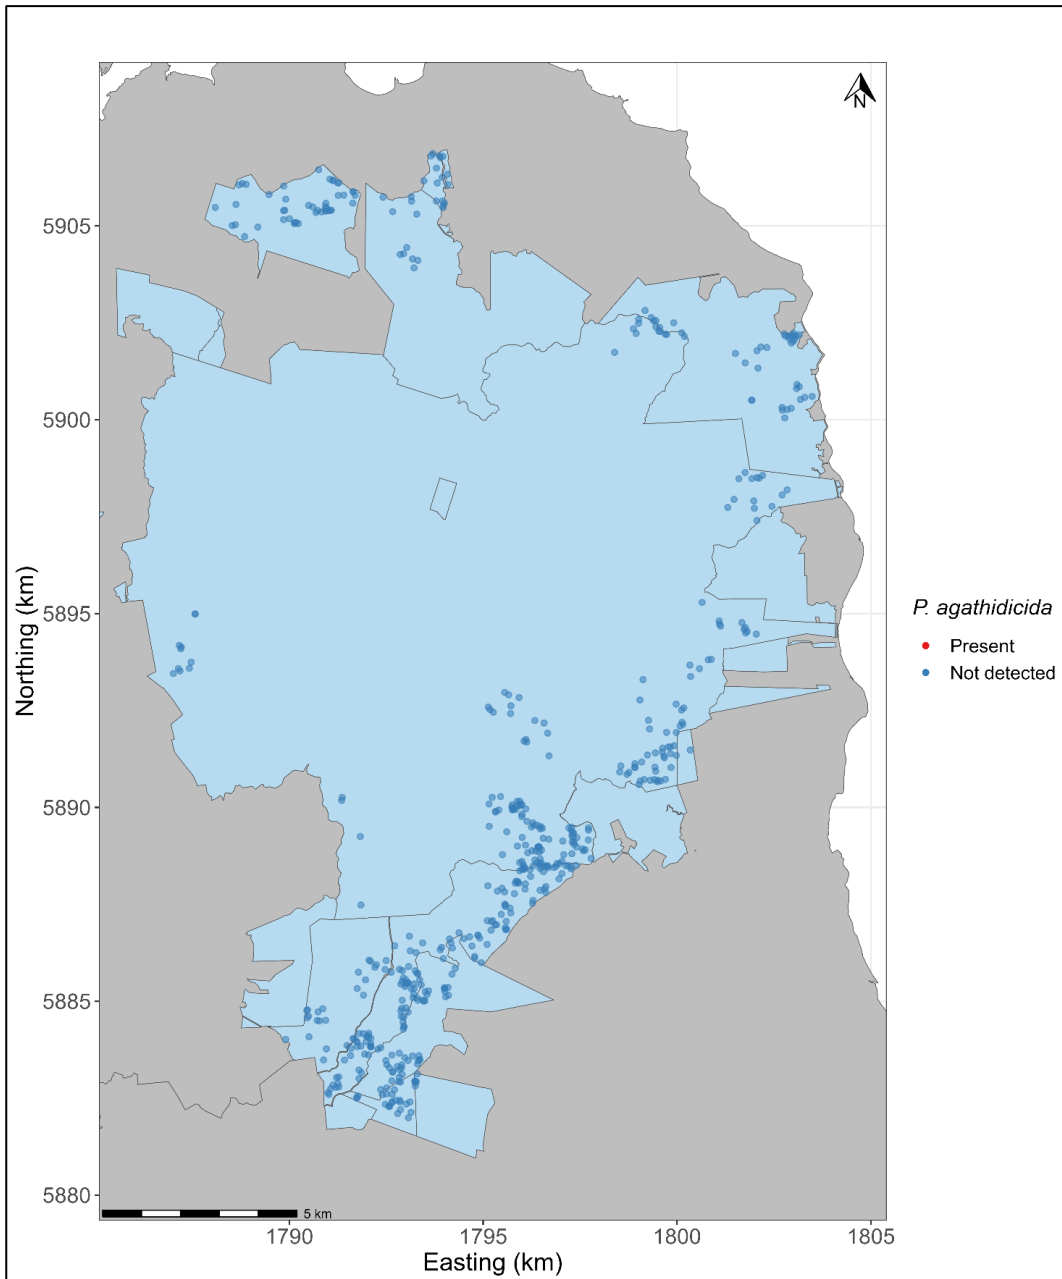 N
5905
5900
5895
5890
5885
5880
Northing (km)
P. agathidicida
Present
Not detected
5 km
1790
1795
1800
1805
Easting (km)